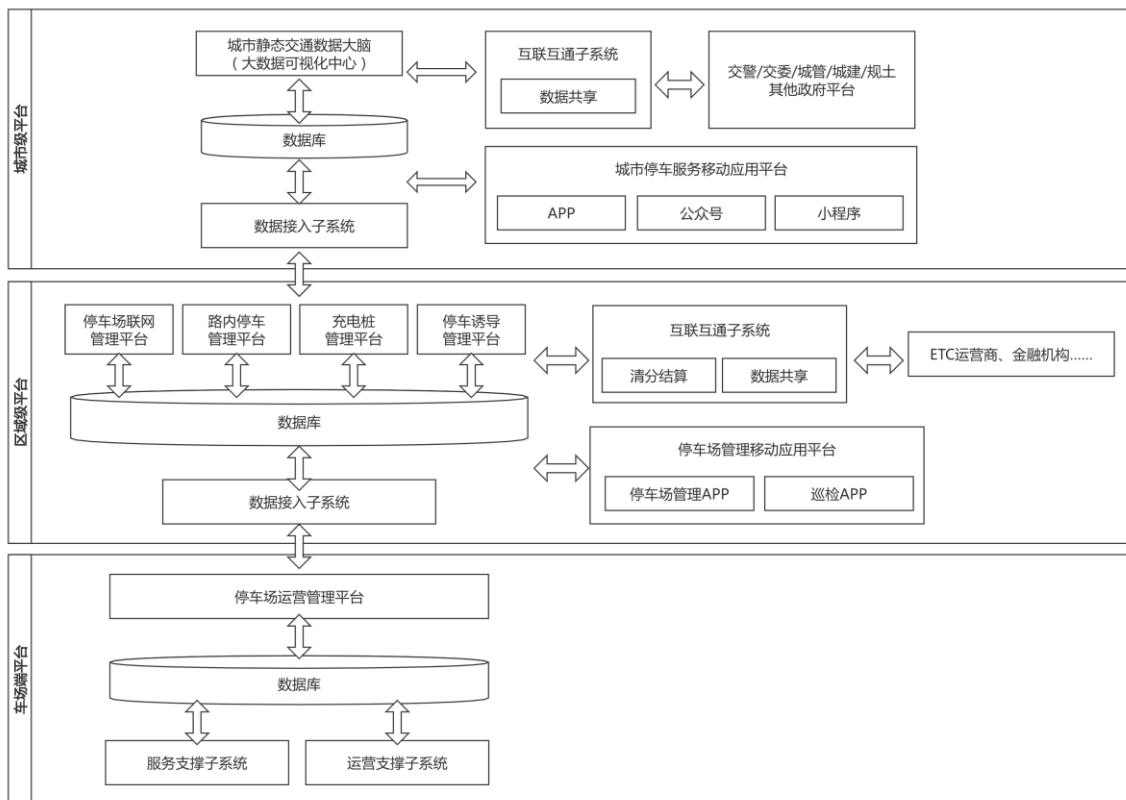 城市级平台
城市静态交通数据大脑
（大数据可视化中心）
互联互通子系统
数据共享
交警/交委/城管/城建/规土
其他政府平台
数据库
城市停车服务移动应用平台
APP
公众号
小程序
数据接入子系统
区域级平台
停车场联网
管理平台
路内停车
管理平台
充电桩
管理平台
停车诱导
管理平台
互联互通子系统
清分结算
数据共享
ETC运营商、金融机构......
数据库
停车场管理移动应用平台
停车场管理APP
巡检APP
数据接入子系统
车场端平台
停车场运营管理平台
数据库
服务支撑子系统
运营支撑子系统